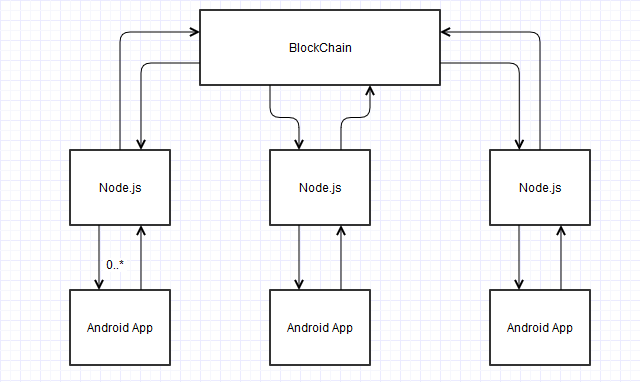 BlockChain
Node.js
Node.js
Node.js
0..*
Android App
Android App
Android App